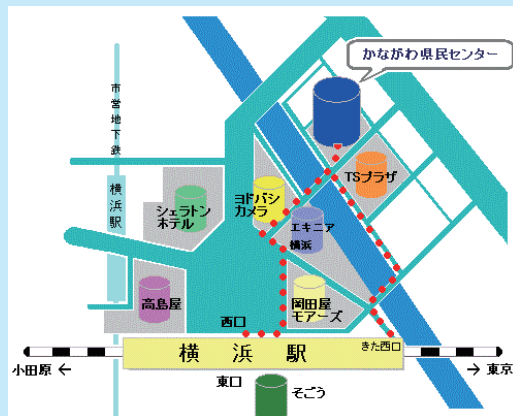 かながわ県民センター
市営地下鉄
横浜駅
TSプラザ
ヨドバシ
カメラ
シェラトン
ホテル
エキニア
横浜
高島屋
岡田屋
モアーズ
西口
きた西口
横浜駅
小田原 ←
→ 東京
東口
そごう